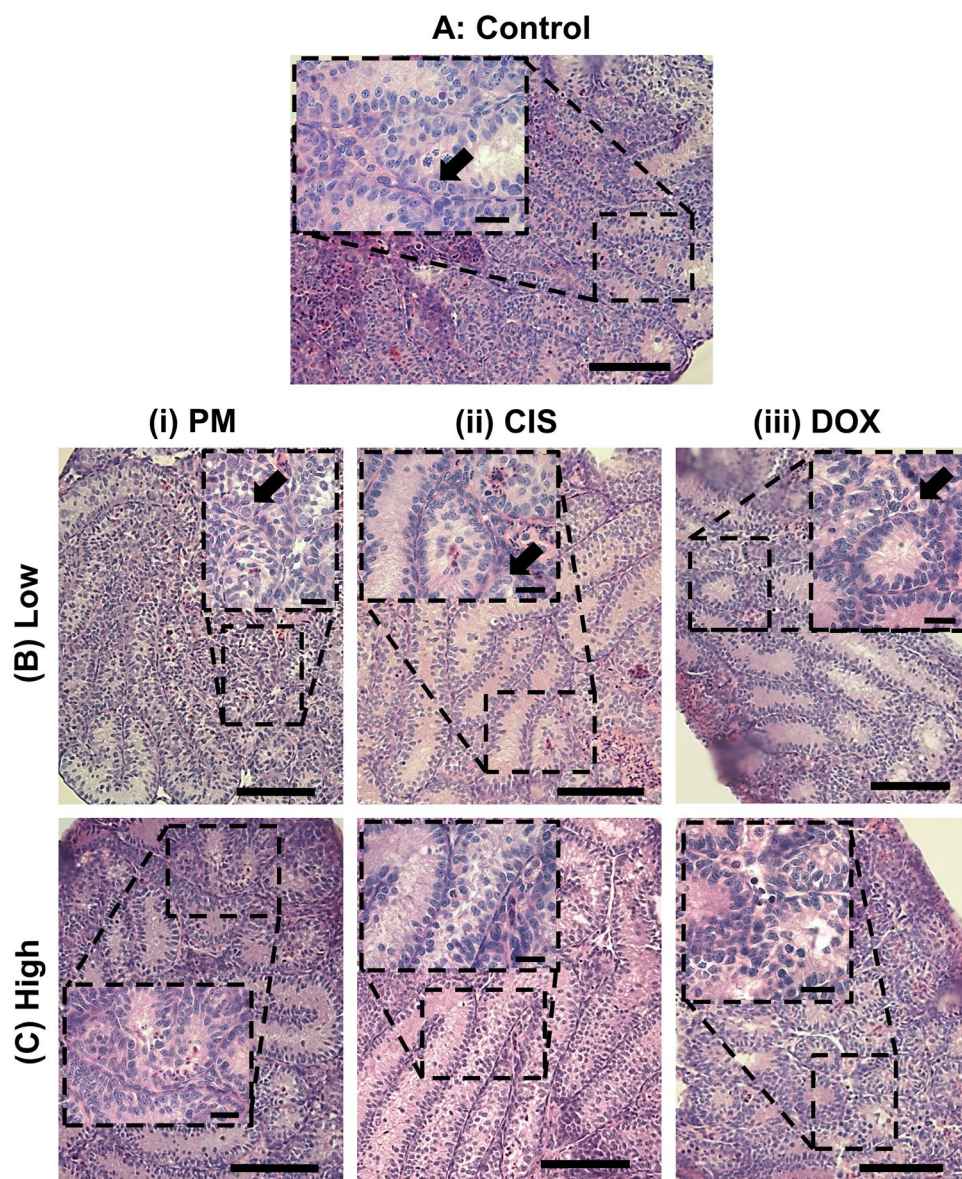 A: Control
(i) PM
(ii) CIS
(iii) DOX
(B) Low
(C) High